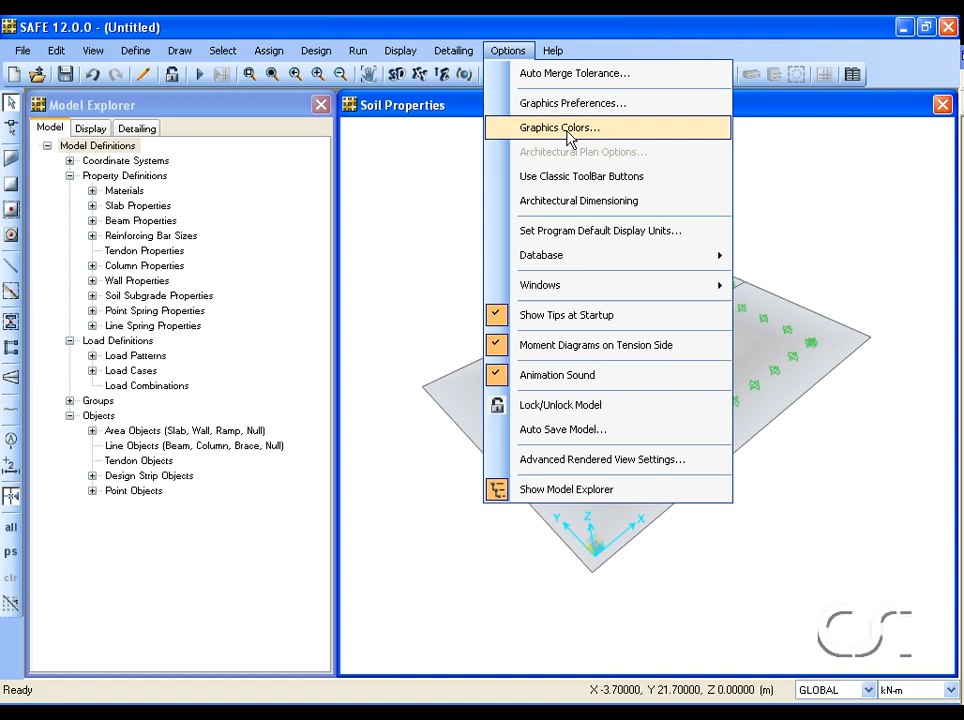 SAFE 12.0.0 - (Untitled)
File Edit View Define Draw Select Assign Design Run Display Detailing Options Help
Model Explorer
Model Display Detailing
Model Definitions
Coordinate Systems
Property Definitions
Materials
Slab Properties
Beam Properties
Reinforcing Bar Sizes
Tendon Properties
Column Properties
Wall Properties
Soil Subgrade Properties
Point Spring Properties
Line Spring Properties
Load Definitions
Load Patterns
Load Cases
Load Combinations
Groups
Objects
Area Objects (Slab, Wall, Ramp, Null)
Line Objects (Beam, Column, Brace, Null)
Tendon Objects
Design Strip Objects
Point Objects
all
ps
clr
Soil Properties
Auto Merge Tolerance...
Graphics Preferences...
Graphics Colors...
Architectural Plan Options...
Use Classic ToolBar Buttons
Architectural Dimensioning
Set Program Default Display Units...
Database
Windows
Show Tips at Startup
Moment Diagrams on Tension Side
Animation Sound
Lock/Unlock Model
Auto Save Model...
Advanced Rendered View Settings...
Show Model Explorer
Y Z X
CSI
Ready
X -3.70000, Y 21.70000, Z 0.00000 (m)
GLOBAL
kN-m